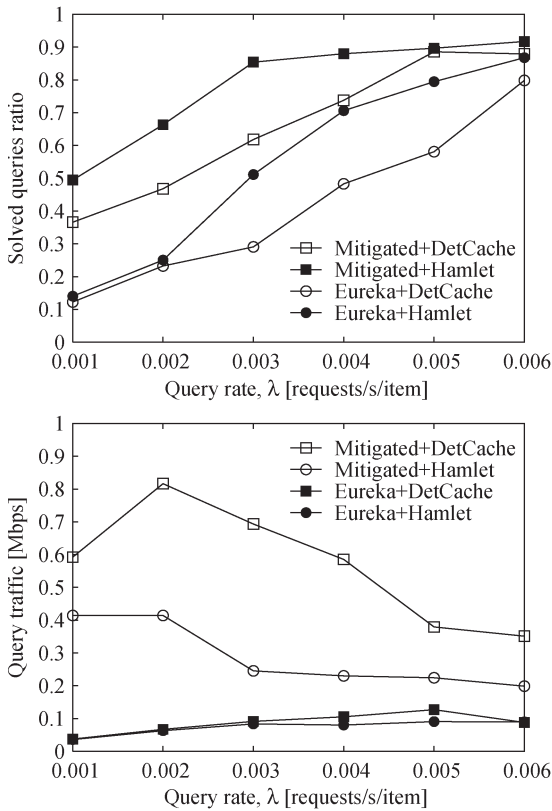 1
0.9
0.8
0.7
0.6
0.5
0.4
0.3
0.2
0.1
0
Solved queries ratio
Mitigated+DetCache
Mitigated+Hamlet
Eureka+DetCache
Eureka+Hamlet
0.001 0.002 0.003 0.004 0.005 0.006
Query rate, λ [requests/s/item]
1
0.9
0.8
0.7
0.6
0.5
0.4
0.3
0.2
0.1
0
Query traffic [Mbps]
Mitigated+DetCache
Mitigated+Hamlet
Eureka+DetCache
Eureka+Hamlet
0.001 0.002 0.003 0.004 0.005 0.006
Query rate, λ [requests/s/item]